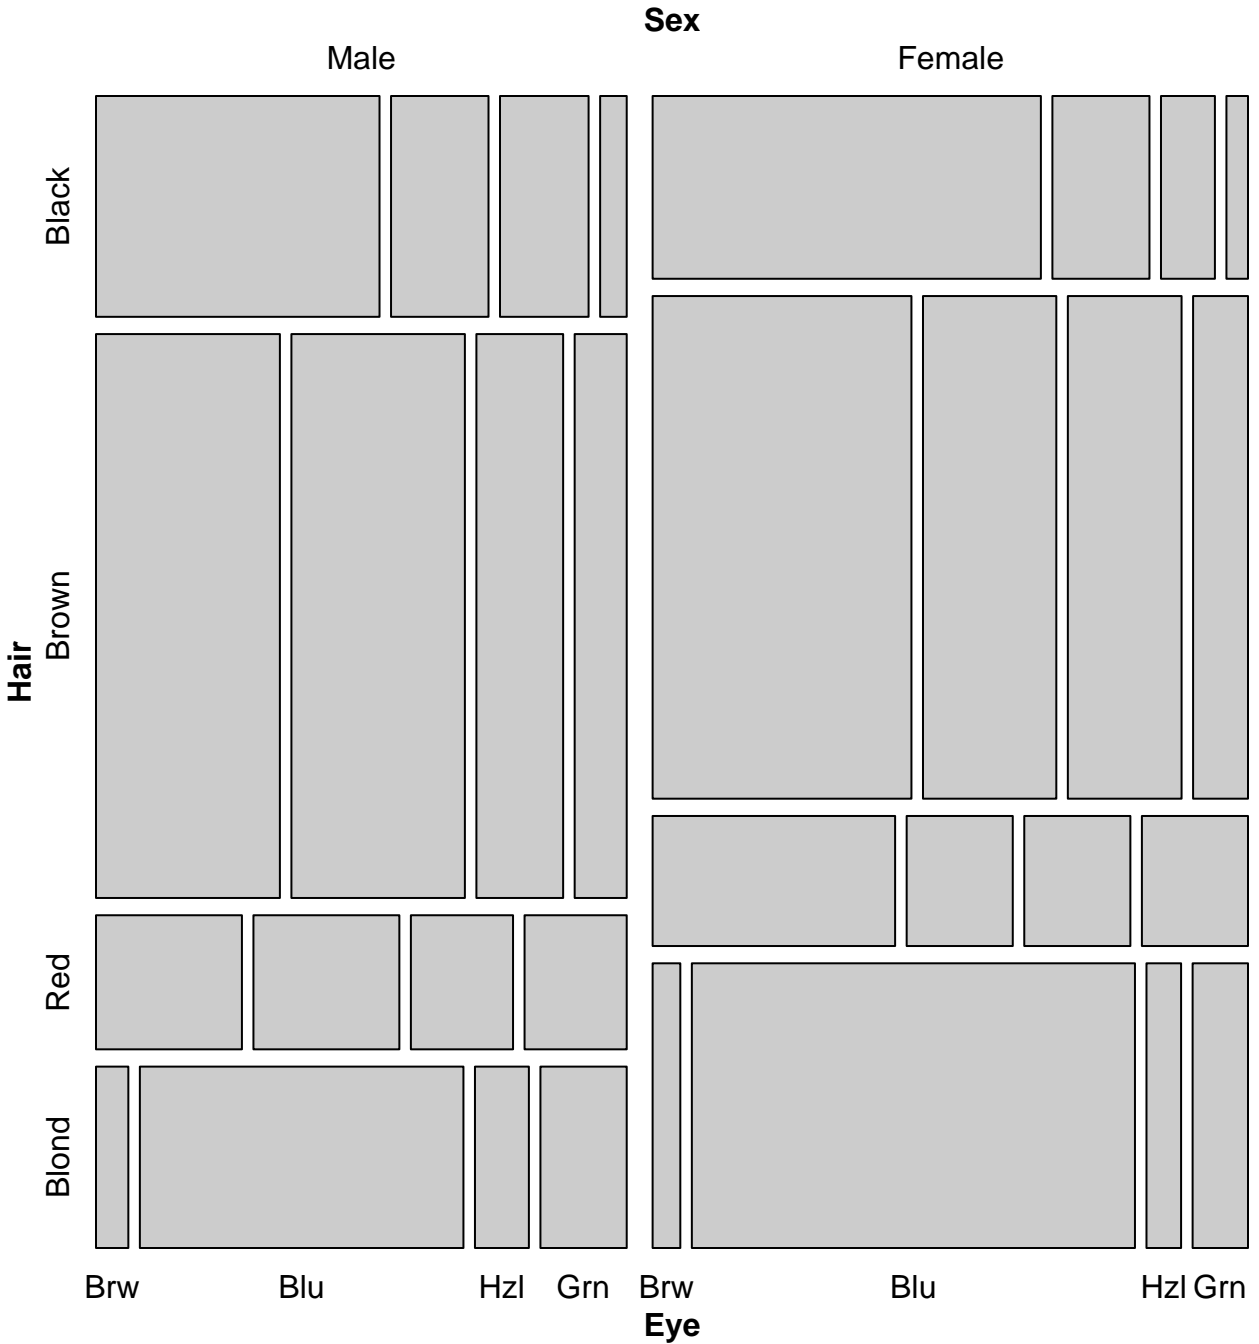 Sex
Male Female
Hair
Black
Brown
Red
Blond
Brw Blu Hzl Grn Brw Blu Hzl Grn
Eye